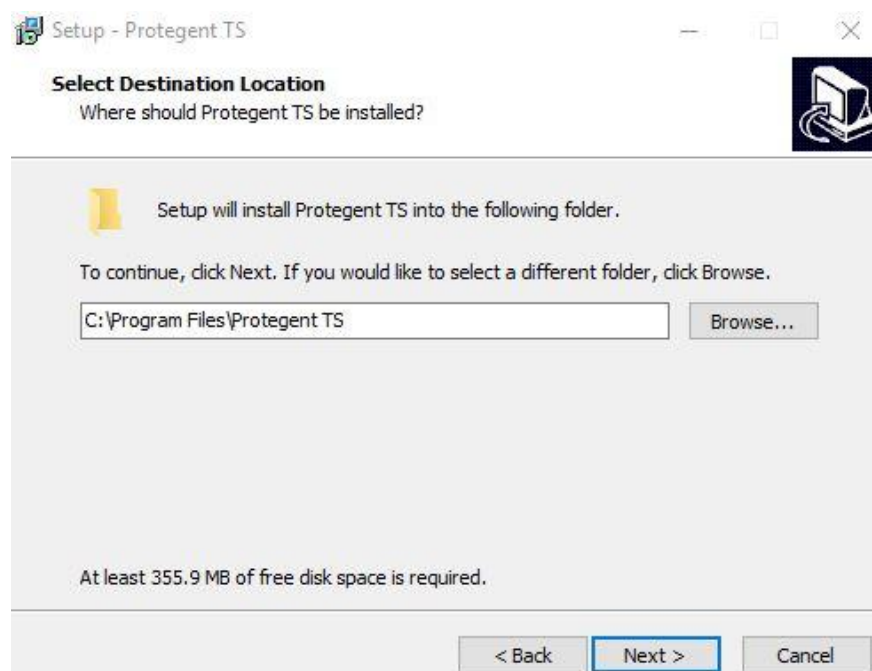 Setup - Protegent TS
Select Destination Location
Where should Protegent TS be installed?
Setup will install Protegent TS into the following folder.
To continue, click Next. If you would like to select a different folder, click Browse.
C:\Program Files\Protegent TS
Browse...
At least 355.9 MB of free disk space is required.
< Back
Next >
Cancel